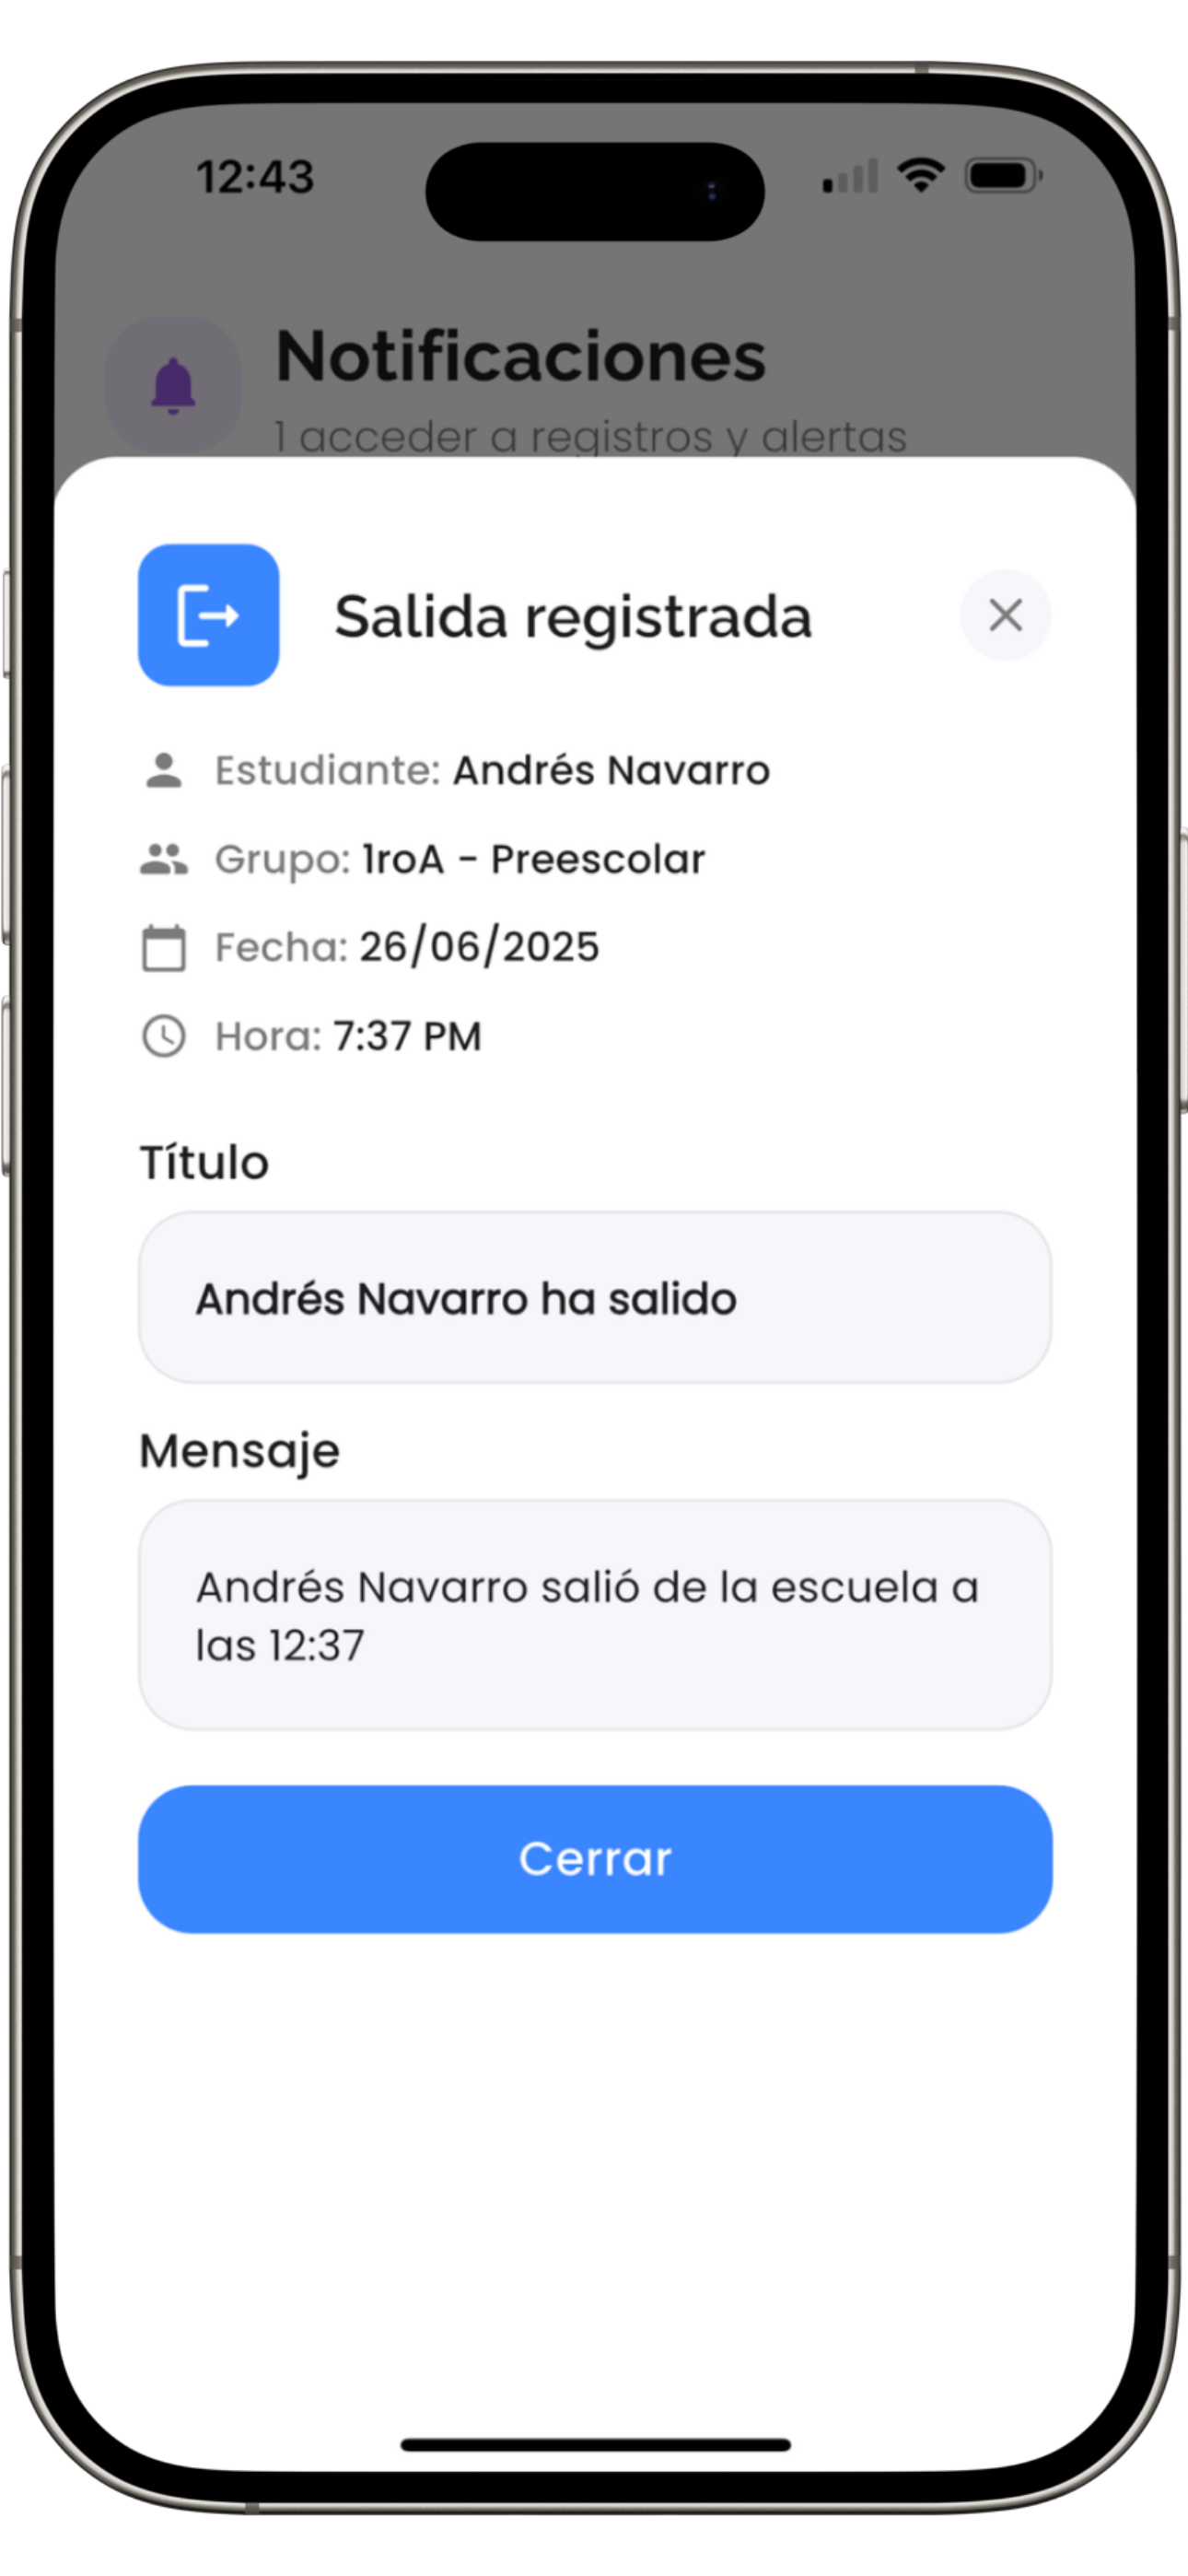 12:43
Notificaciones
1 acceder a registros y alertas
Salida registrada
Estudiante: Andrés Navarro
Grupo: 1roA - Preescolar
Fecha: 26/06/2025
Hora: 7:37 PM
Título
Andrés Navarro ha salido
Mensaje
Andrés Navarro salió de la escuela a
las 12:37
Cerrar